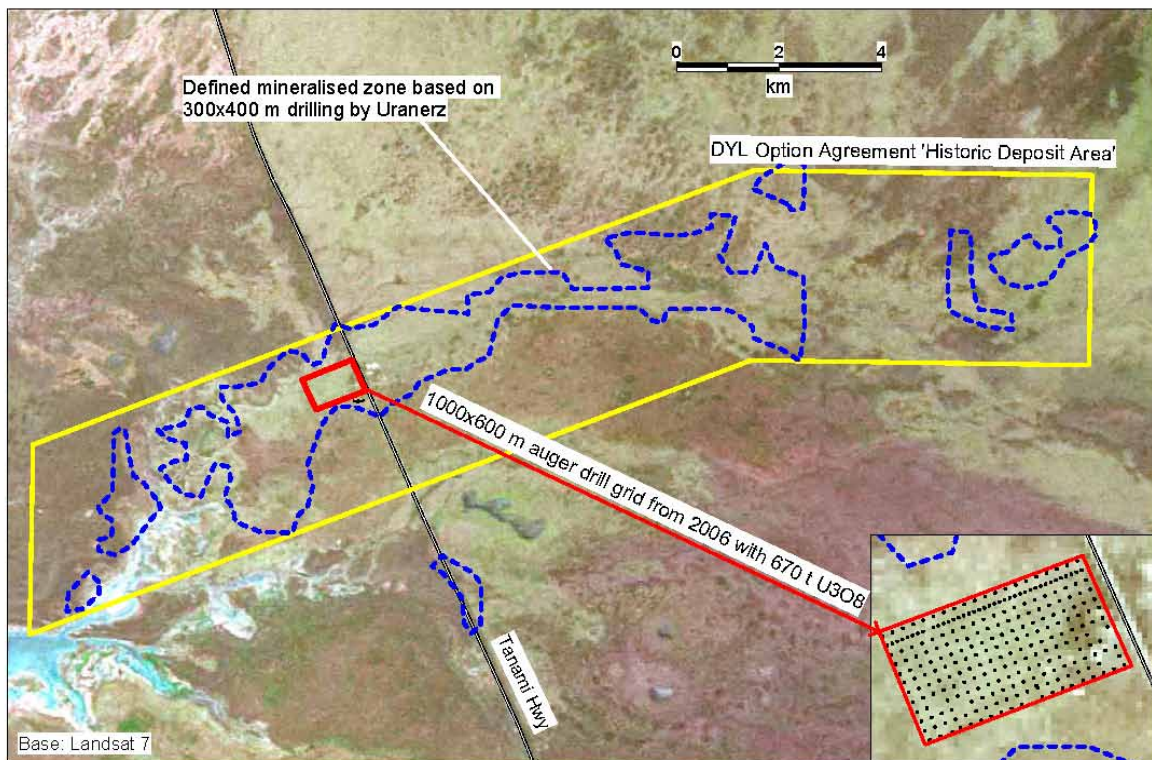 0 2 4
km
Defined mineralised zone based on
300x400 m drilling by Uranerz
DYL Option Agreement 'Historic Deposit Area'
1000x600 m auger drill grid from 2006 with 670 t U3O8
Tanami Hwy
Base: Landsat 7